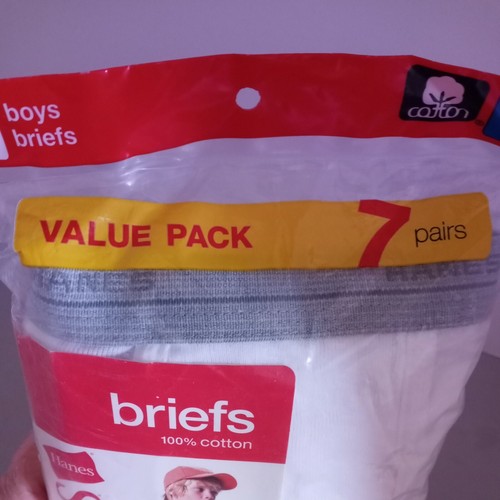 boys
briefs
cotton
VALUE PACK 7 pairs
HANES HANES
briefs
100% cotton
Hanes
S